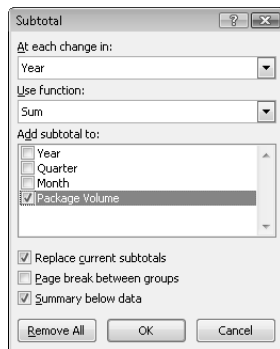 Subtotal
At each change in:
Year
Use function:
Sum
Add subtotal to:
Year
Quarter
Month
Package Volume
Replace current subtotals
Page break between groups
Summary below data
Remove All OK Cancel